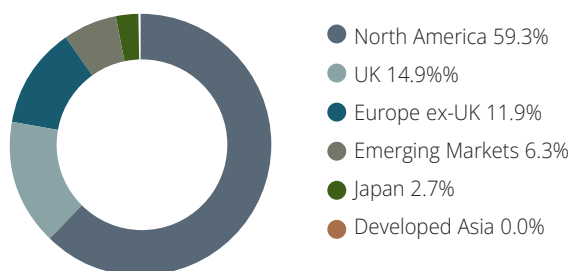 North America 59.3%
UK 14.9%%
Europe ex-UK 11.9%
Emerging Markets 6.3%
Japan 2.7%
Developed Asia 0.0%